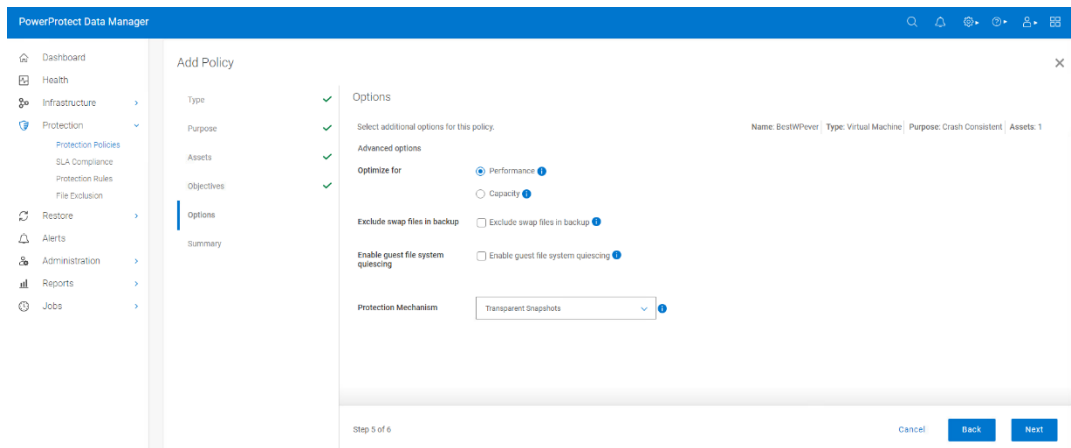 PowerProtect Data Manager
Dashboard
Health
Infrastructure
Protection
Protection Policies
SLA Compliance
Protection Rules
File Exclusion
Restore
Alerts
Administration
Reports
Jobs
Add Policy
Type
Purpose
Assets
Objectives
Options
Summary
Options
Select additional options for this policy.
Name: BestWPever Type: Virtual Machine Purpose: Crash Consistent Assets: 1
Advanced options
Optimize for
Performance
Capacity
Exclude swap files in backup
Exclude swap files in backup
Enable guest file system
quiescing
Enable guest file system quiescing
Protection Mechanism
Transparent Snapshots
Step 5 of 6
Cancel
Back
Next